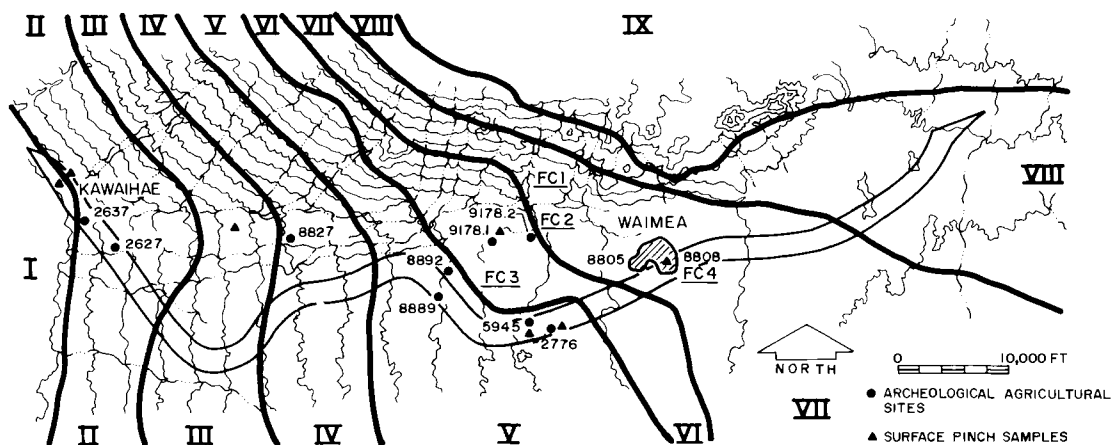 II III IV V VI VII VIII IX
FC1
9178.2
FC2
KAWAIHAE
WAIMEA
VIII
2637
9178.1
8827
2627
8805
8808
8892
FC4
I
FC3
8889
5945
2776
0 10,000 FT
NORTH
● ARCHEOLOGICAL AGRICULTURAL
SITES
VII
II III IV V VI
▲ SURFACE PINCH SAMPLES